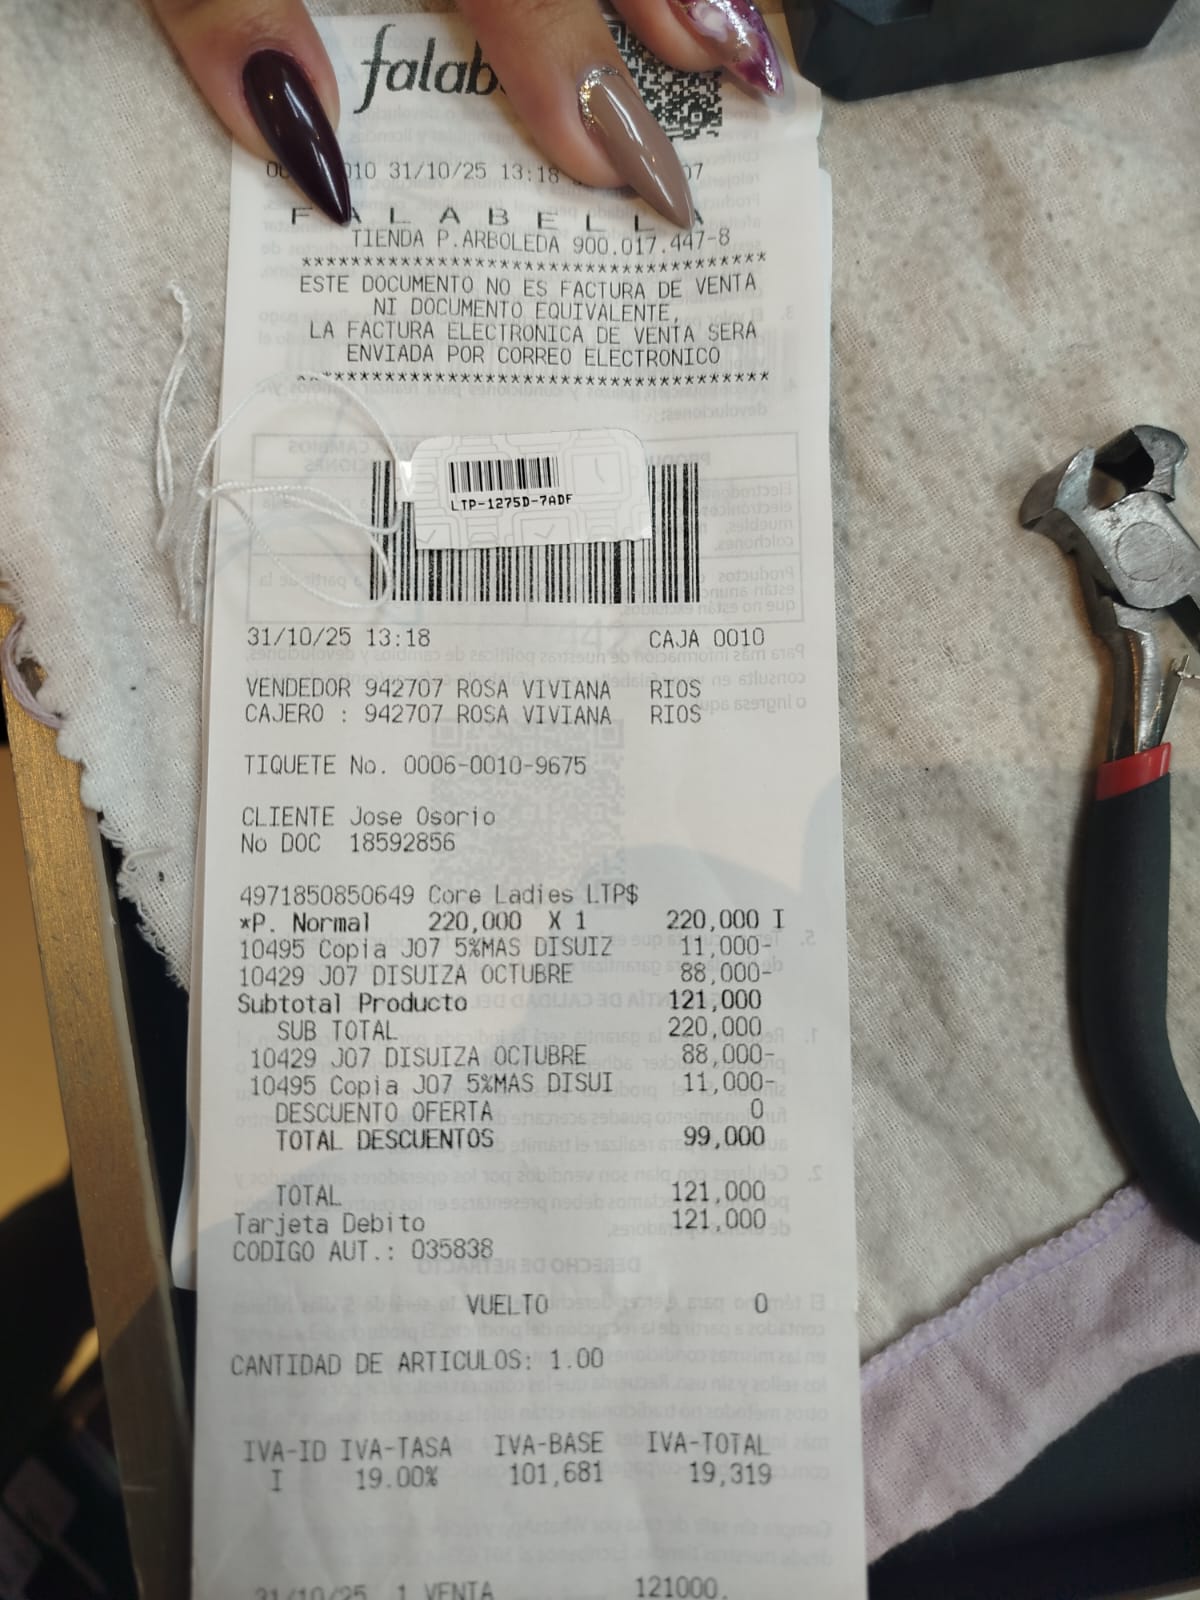 falab
010 31/10/25 13:18 07
F A L A B E L L A
TIENDA P.ARBOLEDA 900.017.447-8
***********************************
ESTE DOCUMENTO NO ES FACTURA DE VENTA
NI DOCUMENTO EQUIVALENTE,
LA FACTURA ELECTRONICA DE VENTA SERA
ENVIADA POR CORREO ELECTRONICO
***********************************
LTP-1275D-7ADF
31/10/25 13:18 CAJA 0010
VENDEDOR 942707 ROSA VIVIANA RIOS
CAJERO : 942707 ROSA VIVIANA RIOS
TIQUETE No. 0006-0010-9675
CLIENTE Jose Osorio
No DOC 18592856
4971850850649 Core Ladies LTP$
*P. Normal 220,000 X 1 220,000 I
10495 Copia J07 5%MAS DISUIZ 11,000-
10429 J07 DISUIZA OCTUBRE 88,000-
Subtotal Producto 121,000
SUB TOTAL 220,000
10429 J07 DISUIZA OCTUBRE 88,000-
10495 Copia J07 5%MAS DISUI 11,000-
DESCUENTO OFERTA 0
TOTAL DESCUENTOS 99,000
TOTAL 121,000
Tarjeta Debito 121,000
CODIGO AUT.: 035838
VUELTO 0
CANTIDAD DE ARTICULOS: 1.00
IVA-ID IVA-TASA IVA-BASE IVA-TOTAL
I 19.00% 101,681 19,319
31/10/25 1 VENTA 121000.